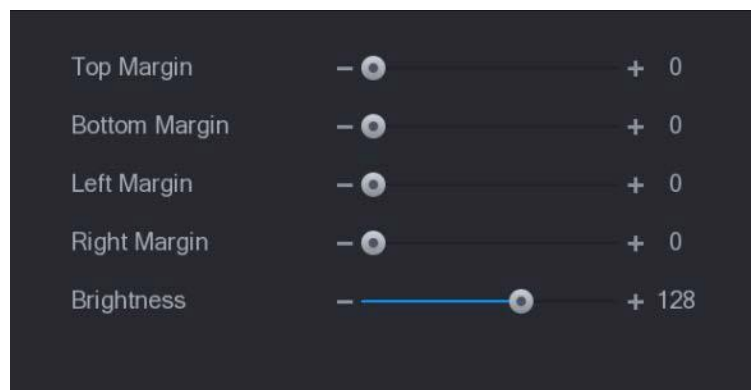 Top Margin − + 0
Bottom Margin − + 0
Left Margin − + 0
Right Margin − + 0
Brightness − + 128